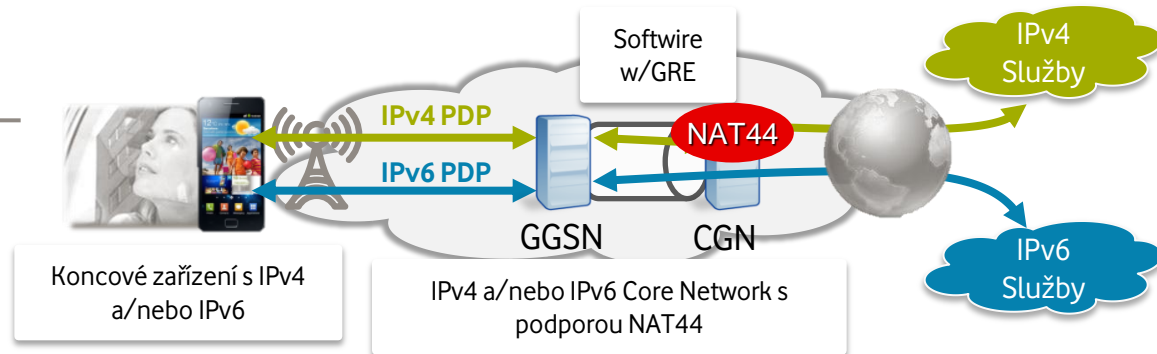 Softwire
w/GRE
IPv4
Služby
IPv4 PDP
NAT44
IPv6 PDP
GGSN
CGN
IPv6
Služby
Koncové zařízení s IPv4
a/nebo IPv6
IPv4 a/nebo IPv6 Core Network s
podporou NAT44